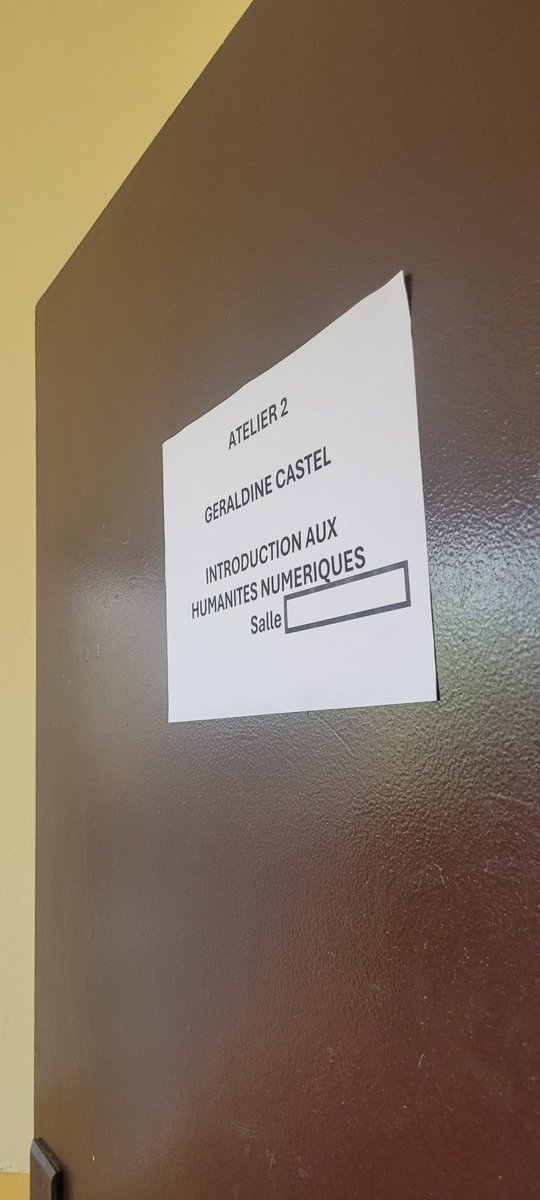 ATELIER 2
GERALDINE CASTEL
INTRODUCTION AUX
HUMANITES NUMERIQUES
Salle